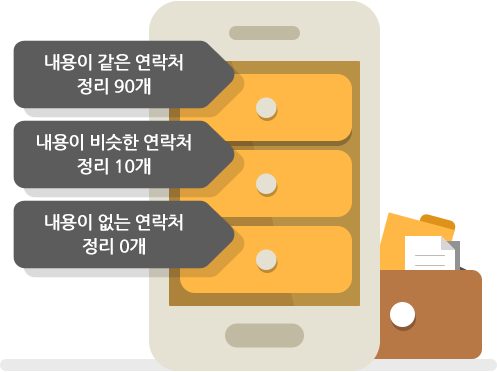 내용이 같은 연락처
정리 90개
내용이 비슷한 연락처
정리 10개
내용이 없는 연락처
정리 0개